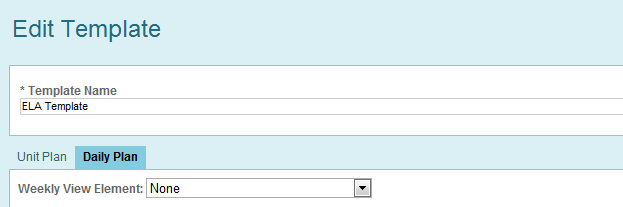 Edit Template
* Template Name
ELA Template
Unit Plan Daily Plan
Weekly View Element: None